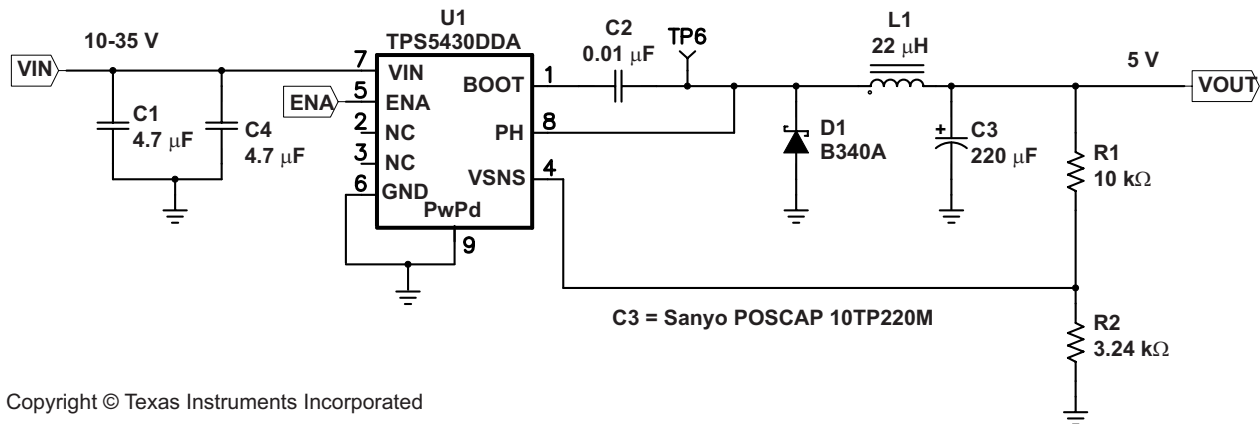 U1
TPS5430DDA
10-35 V
VIN
C1
4.7 μF
C4
4.7 μF
ENA
7
5
2
3
6
VIN
ENA
NC
NC
GND
BOOT
PH
VSNS
PwPd
1
8
4
9
C2
0.01 μF
TP6
L1
22 μH
5 V
VOUT
D1
B340A
+
C3
220 μF
R1
10 kΩ
C3 = Sanyo POSCAP 10TP220M
R2
3.24 kΩ
Copyright © Texas Instruments Incorporated